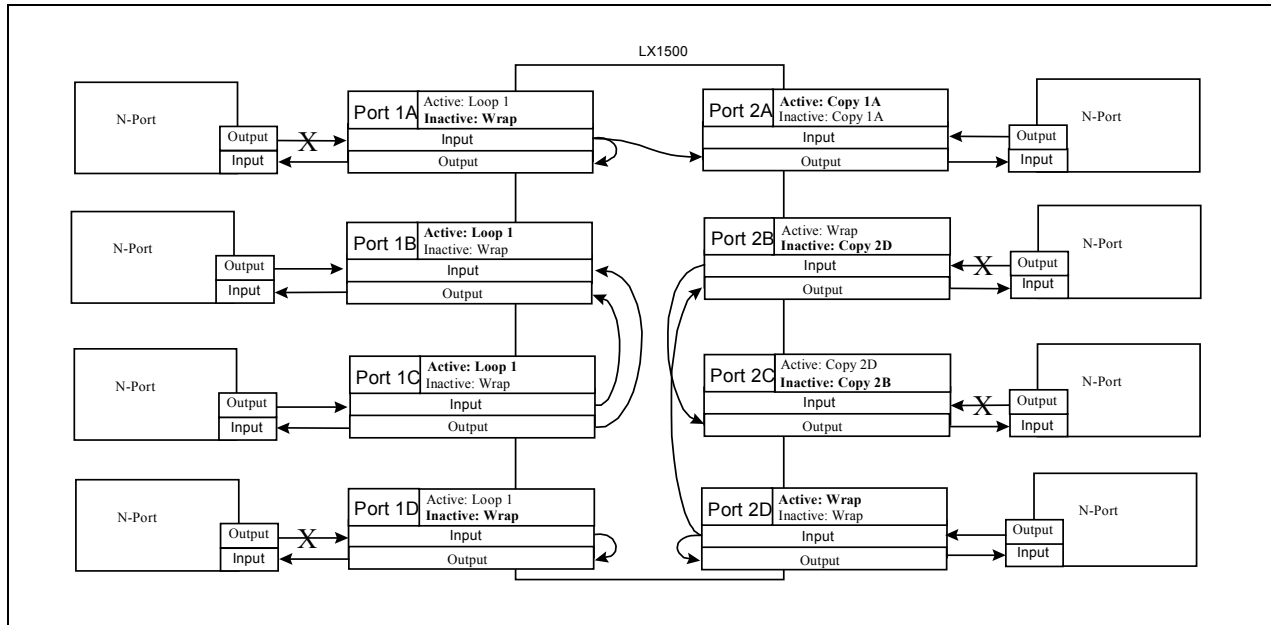 LX1500
N-Port
Output
Input
X
Port 1A
Active: Loop 1
Inactive: Wrap
Input
Output
Port 2A
Active: Copy 1A
Inactive: Copy 1A
Input
Output
Output
Input
N-Port
N-Port
Output
Input
Port 1B
Active: Loop 1
Inactive: Wrap
Input
Output
Port 2B
Active: Wrap
Inactive: Copy 2D
Input
Output
X
Output
Input
N-Port
N-Port
Output
Input
Port 1C
Active: Loop 1
Inactive: Wrap
Input
Output
Port 2C
Active: Copy 2D
Inactive: Copy 2B
Input
Output
X
Output
Input
N-Port
N-Port
Output
Input
X
Port 1D
Active: Loop 1
Inactive: Wrap
Input
Output
Port 2D
Active: Wrap
Inactive: Wrap
Input
Output
Output
Input
N-Port